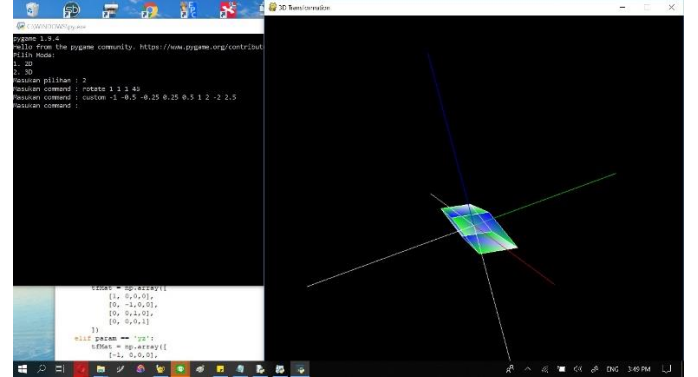 C:\WINDOWS\py.exe
pygame 1.9.4
Hello from the pygame community. https://www.pygame.org/contribut
Pilih Moda:
1. 2D
2. 3D
Masukan pilihan : 2
Masukan command : rotate 1 1 1 45
Masukan command : custom -1 -0.5 -0.25 0.25 0.5 1 2 -2 2.5
Masukan command :
3D Transformation
tfMat = np.array([
[1, 0,0,0],
[0, -1,0,0],
[0, 0,1,0],
[0, 0,0,1]
])
elif param == 'yz':
tfMat = np.array([
[-1, 0,0,0],
ENG 3:49 PM